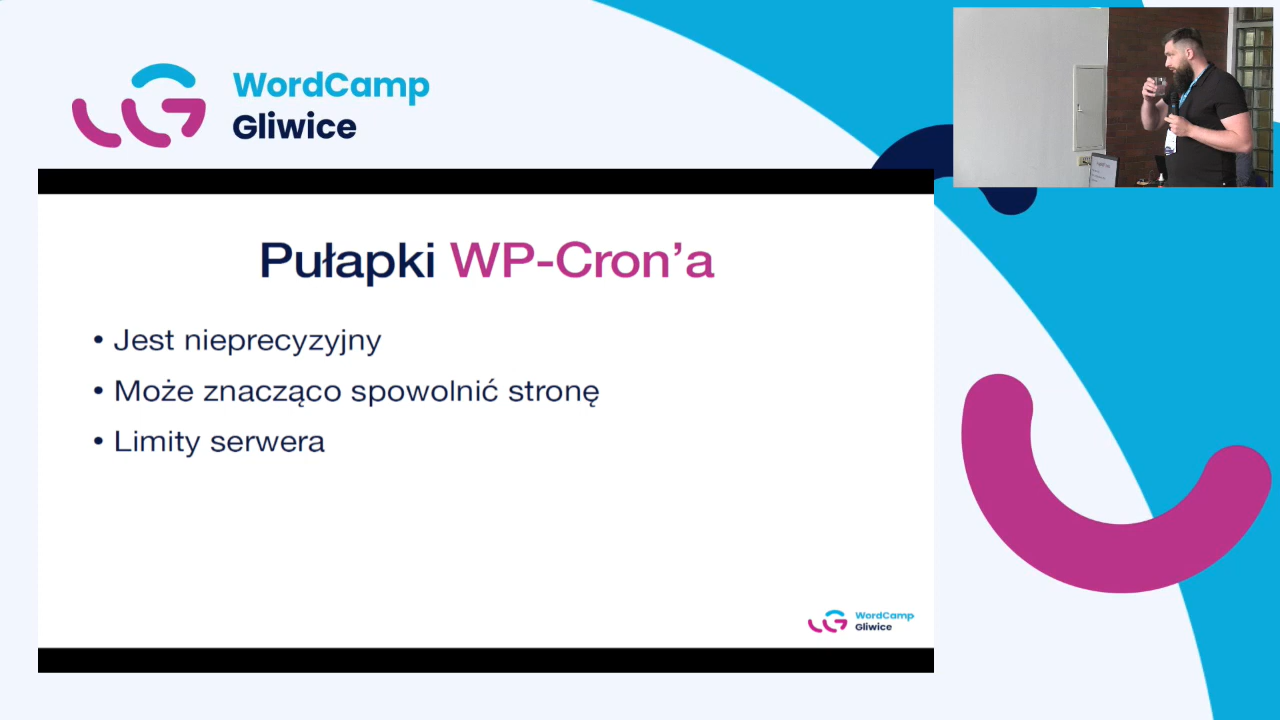 WordCamp
Gliwice
Pułapki WP-Cron’a
• Jest nieprecyzyjny
• Może znacząco spowolnić stronę
• Limity serwera
WordCamp
Gliwice